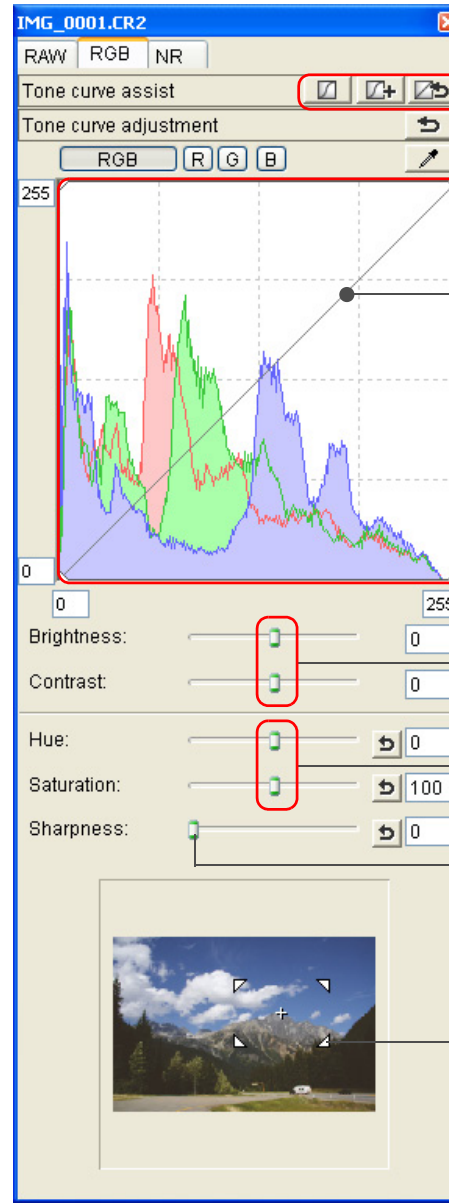 IMG_0001.CR2
RAW RGB NR
Tone curve assist
Tone curve adjustment
RGB R G B
255
0
0 255
Brightness: 0
Contrast: 0
Hue: 0
Saturation: 100
Sharpness: 0